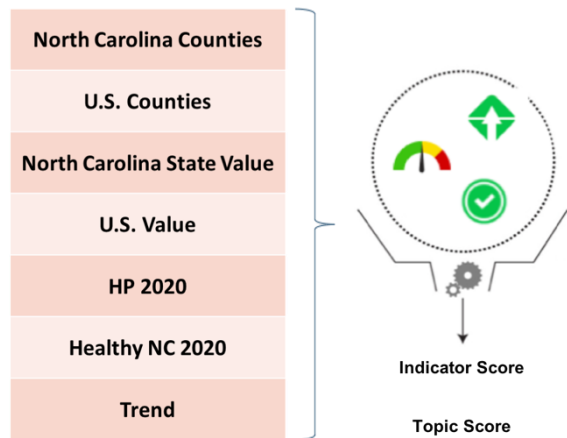 North Carolina Counties
U.S. Counties
North Carolina State Value
U.S. Value
HP 2020
Healthy NC 2020
Trend
Indicator Score
Topic Score